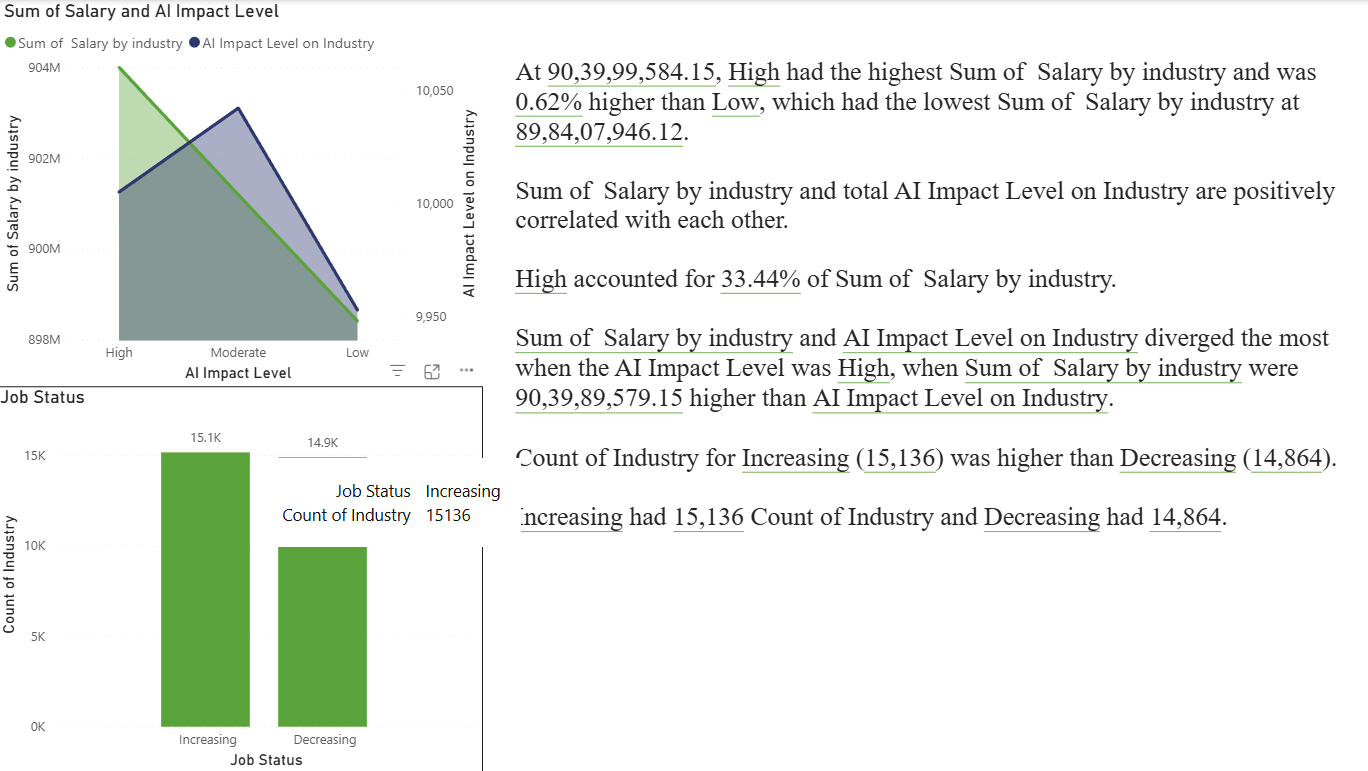 Sum of Salary and AI Impact Level
Sum of Salary by industry AI Impact Level on Industry
904M
902M
900M
898M
Sum of Salary by industry
10,050
10,000
9,950
AI Impact Level on Industry
High Moderate Low
AI Impact Level
Job Status
15.1K
14.9K
15K
10K
5K
0K
Count of Industry
Job Status Increasing
Count of Industry 15136
Increasing Decreasing
Job Status
At 90,39,99,584.15, High had the highest Sum of Salary by industry and was
0.62% higher than Low, which had the lowest Sum of Salary by industry at
89,84,07,946.12.
Sum of Salary by industry and total AI Impact Level on Industry are positively
correlated with each other.
High accounted for 33.44% of Sum of Salary by industry.
Sum of Salary by industry and AI Impact Level on Industry diverged the most
when the AI Impact Level was High, when Sum of Salary by industry were
90,39,89,579.15 higher than AI Impact Level on Industry.
Count of Industry for Increasing (15,136) was higher than Decreasing (14,864).
Increasing had 15,136 Count of Industry and Decreasing had 14,864.